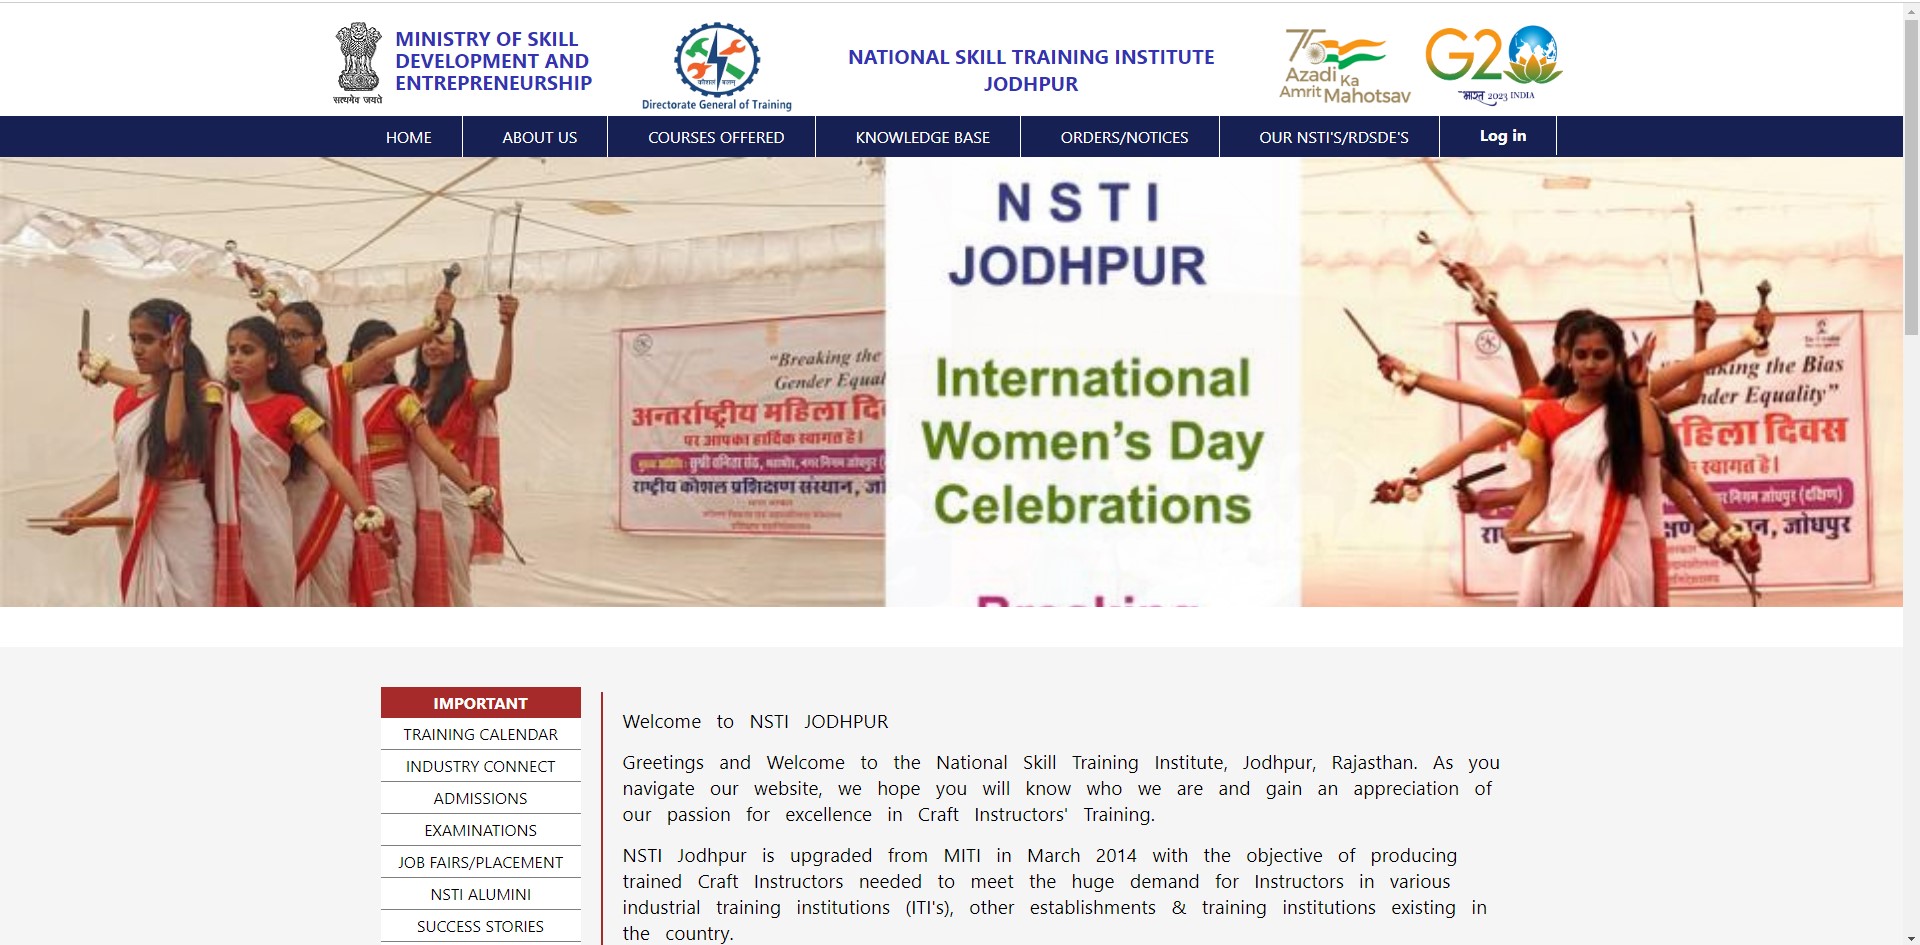 MINISTRY OF SKILL
DEVELOPMENT AND
ENTREPRENEURSHIP
सत्यमेव जयते
कौशलं बलम्
Directorate General of Training
NATIONAL SKILL TRAINING INSTITUTE
JODHPUR
75
Azadi Ka
Amrit Mahotsav
G20
भारत 2023 INDIA
HOME
ABOUT US
COURSES OFFERED
KNOWLEDGE BASE
ORDERS/NOTICES
OUR NSTI'S/RDSDE'S
Log in
"Breaking the
Gender Equal
अन्तर्राष्ट्रीय महिला दि
पर आपका हार्दिक स्वागत है।
राष्ट्रीय कौशल प्रशिक्षण संस्थान, जो
NSTI
JODHPUR
International
Women's Day
Celebrations
Breaking
king the Bias
nder Equality"
हिला दिवस
स्वागत है।
र निगम जोधपुर (दक्षिण)
न, जोधपुर
IMPORTANT
TRAINING CALENDAR
INDUSTRY CONNECT
ADMISSIONS
EXAMINATIONS
JOB FAIRS/PLACEMENT
NSTI ALUMINI
SUCCESS STORIES
Welcome to NSTI JODHPUR
Greetings and Welcome to the National Skill Training Institute, Jodhpur, Rajasthan. As you
navigate our website, we hope you will know who we are and gain an appreciation of
our passion for excellence in Craft Instructors' Training.
NSTI Jodhpur is upgraded from MITI in March 2014 with the objective of producing
trained Craft Instructors needed to meet the huge demand for Instructors in various
industrial training institutions (ITI's), other establishments & training institutions existing in
the country.